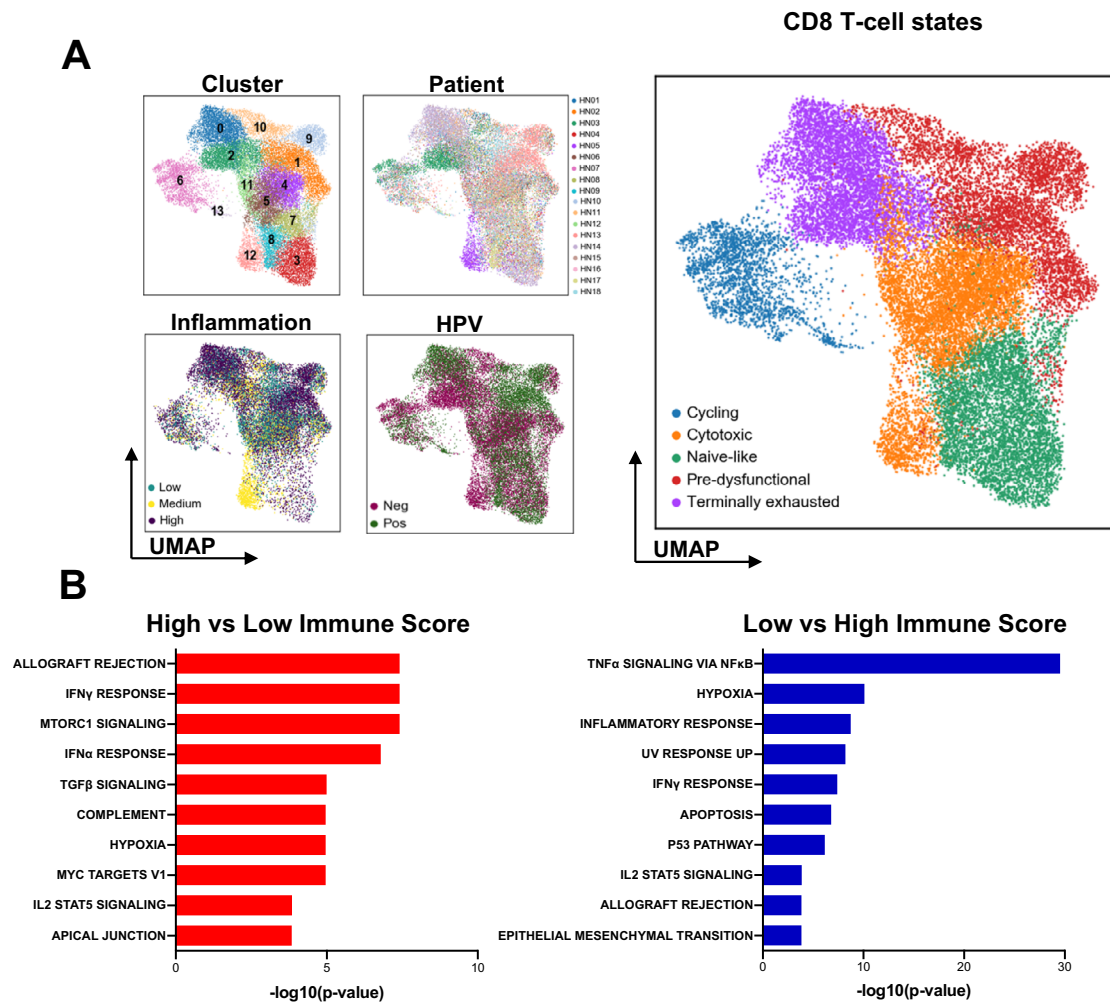 CD8 T-cell states
A
Cluster
Patient
0
10
9
2
1
6
11
4
5
13
7
8
12
3
HN01
HN02
HN03
HN04
HN05
HN06
HN07
HN08
HN09
HN10
HN11
HN12
HN13
HN14
HN15
HN16
HN17
HN18
Inflammation
HPV
Low
Medium
High
Neg
Pos
UMAP
Cycling
Cytotoxic
Naive-like
Pre-dysfunctional
Terminally exhausted
UMAP
B
High vs Low Immune Score
ALLOGRAFT REJECTION
IFNγ RESPONSE
MTORC1 SIGNALING
IFNα RESPONSE
TGFβ SIGNALING
COMPLEMENT
HYPOXIA
MYC TARGETS V1
IL2 STAT5 SIGNALING
APICAL JUNCTION
0 5 10
-log10(p-value)
Low vs High Immune Score
TNFα SIGNALING VIA NFκB
HYPOXIA
INFLAMMATORY RESPONSE
UV RESPONSE UP
IFNγ RESPONSE
APOPTOSIS
P53 PATHWAY
IL2 STAT5 SIGNALING
ALLOGRAFT REJECTION
EPITHELIAL MESENCHYMAL TRANSITION
0 10 20 30
-log10(p-value)